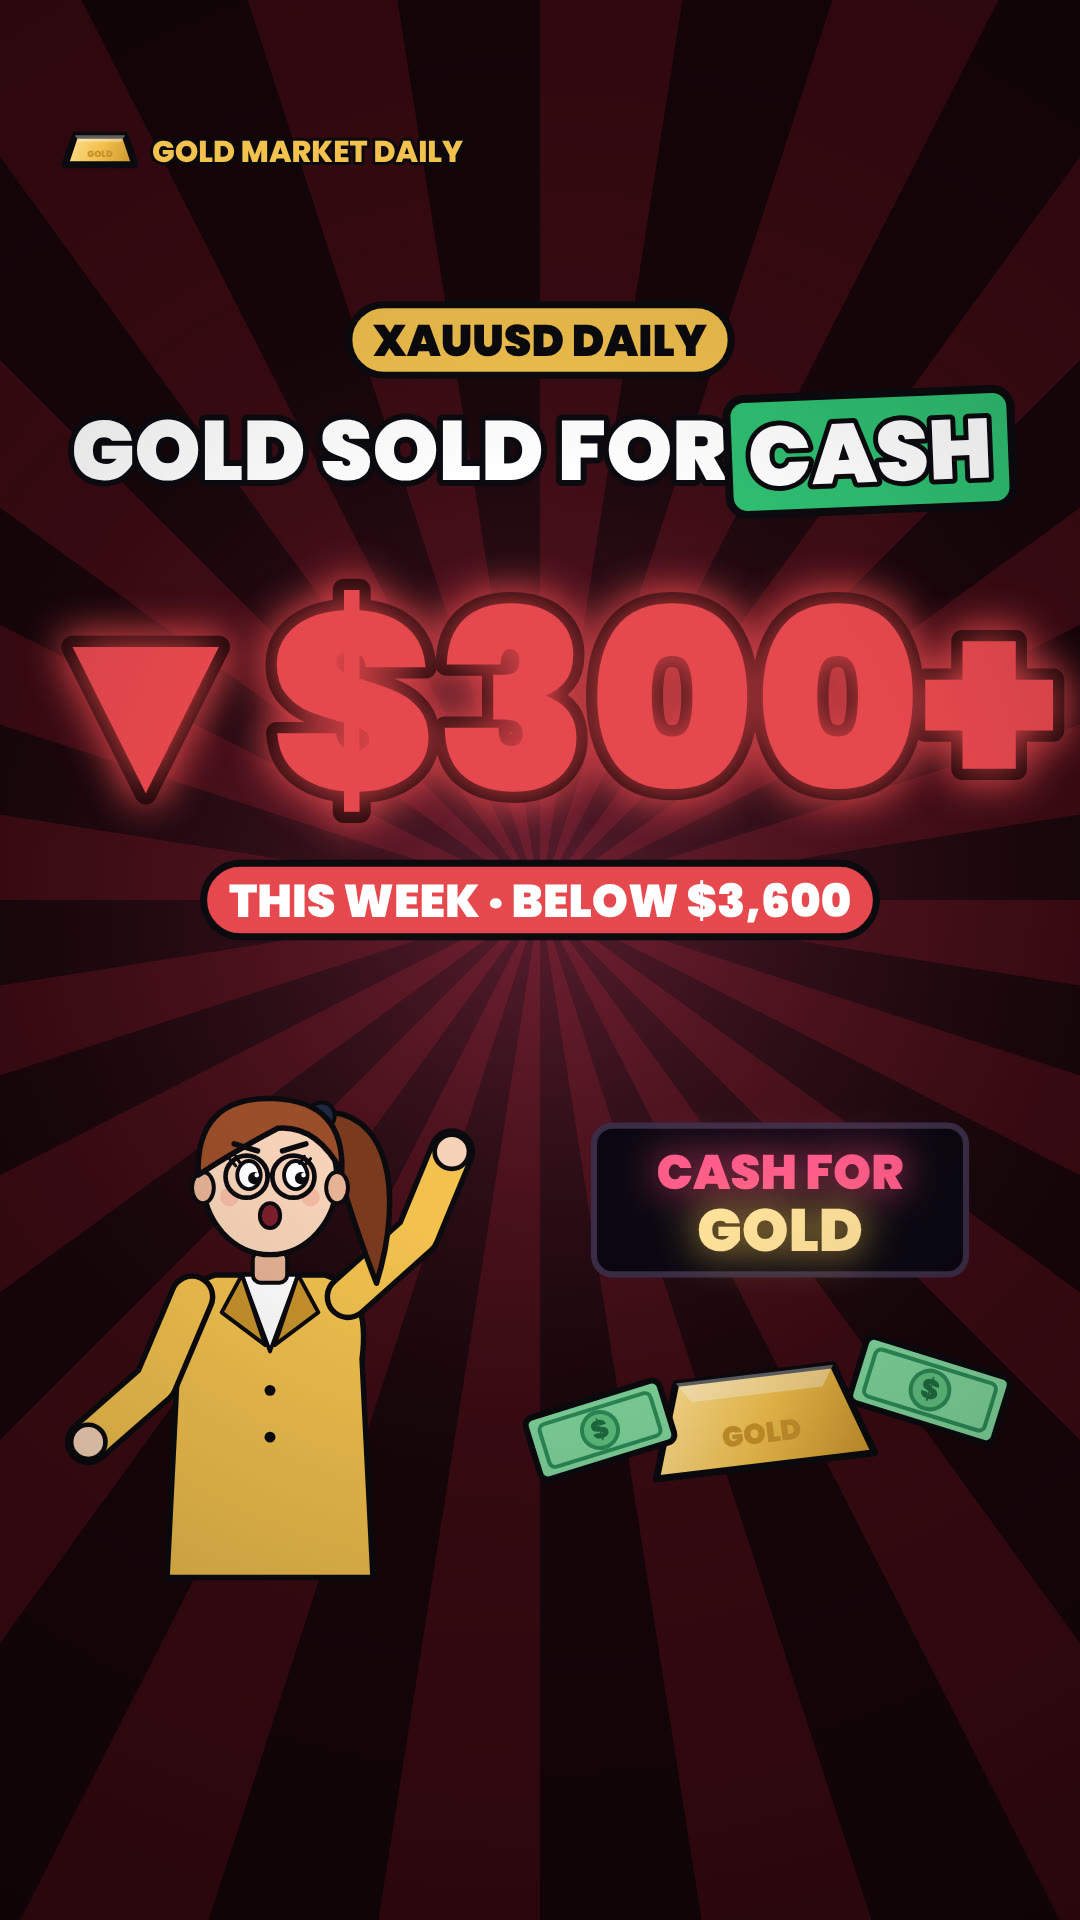 GOLD
GOLD MARKET DAILY
XAUUSD DAILY
GOLD SOLD FOR CASH
▼ $300+
THIS WEEK • BELOW $3,600
CASH FOR
GOLD
$
GOLD
$